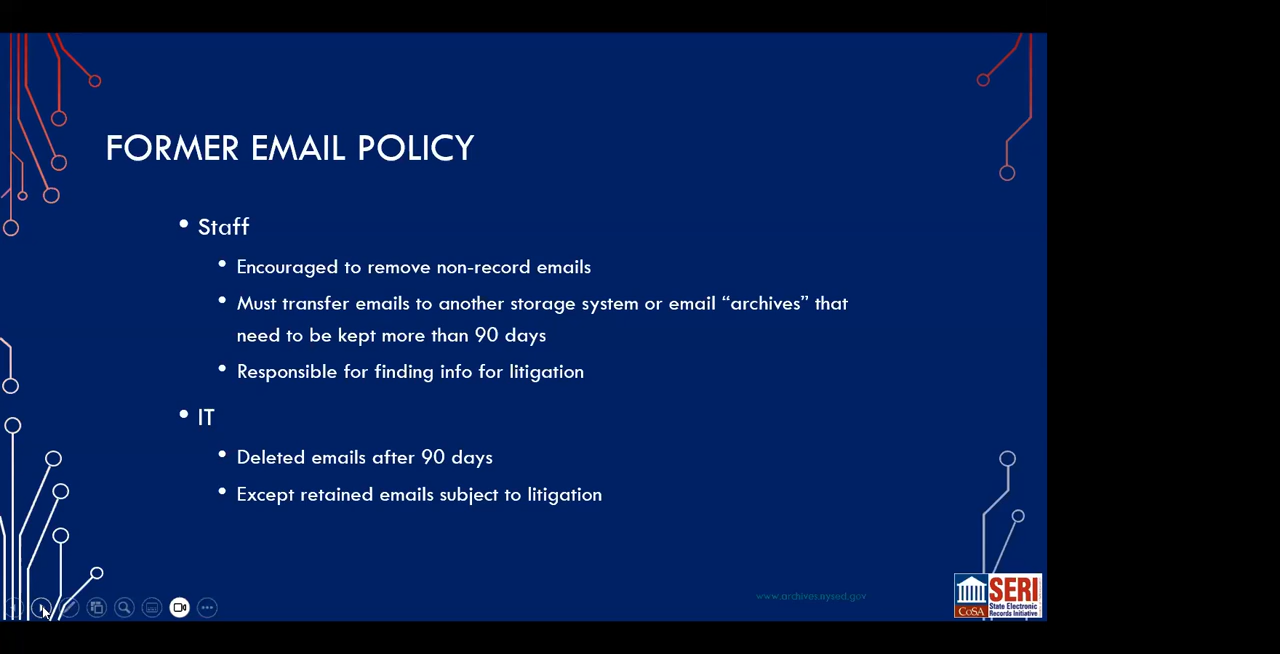 FORMER EMAIL POLICY
• Staff
• Encouraged to remove non-record emails
• Must transfer emails to another storage system or email “archives” that
need to be kept more than 90 days
• Responsible for finding info for litigation
• IT
• Deleted emails after 90 days
• Except retained emails subject to litigation
www.archives.nysed.gov
CoSA
SERI
State Electronic
Records Initiative